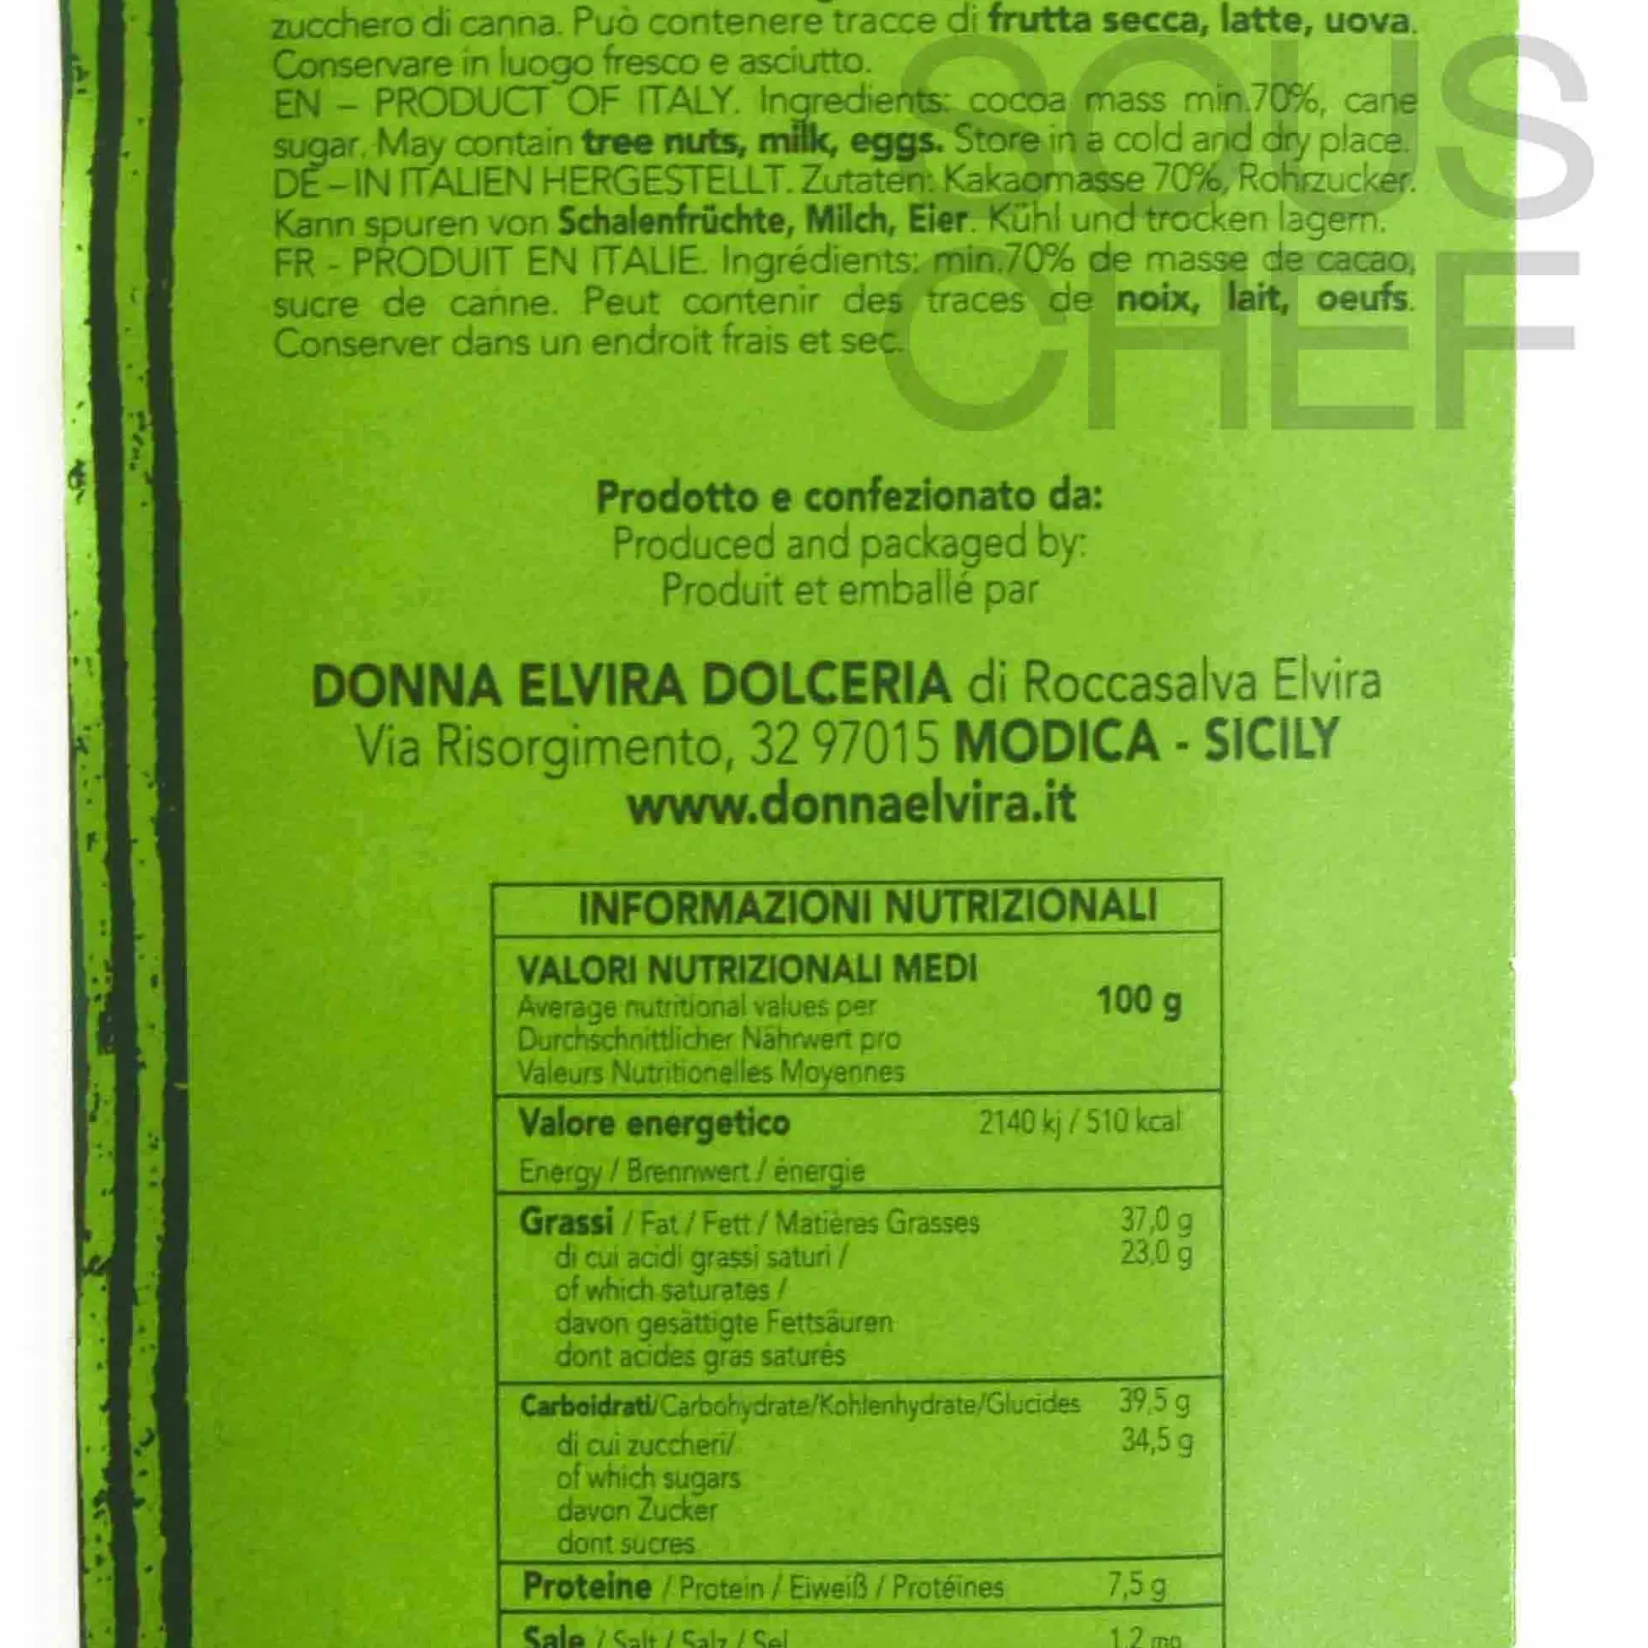 zucchero di canna. Può contenere tracce di frutta secca, latte, uova.
Conservare in luogo fresco e asciutto.
EN – PRODUCT OF ITALY. Ingredients: cocoa mass min.70%, cane
sugar. May contain tree nuts, milk, eggs. Store in a cold and dry place.
DE – IN ITALIEN HERGESTELLT. Zutaten: Kakaomasse 70%, Rohrzucker.
Kann spuren von Schalenfrüchte, Milch, Eier. Kühl und trocken lagern.
FR - PRODUIT EN ITALIE. Ingrédients: min.70% de masse de cacao,
sucre de canne. Peut contenir des traces de noix, lait, oeufs.
Conserver dans un endroit frais et sec.
SOUS
CHEF
Prodotto e confezionato da:
Produced and packaged by:
Produit et emballé par
DONNA ELVIRA DOLCERIA di Roccasalva Elvira
Via Risorgimento, 32 97015 MODICA - SICILY
www.donnaelvira.it
INFORMAZIONI NUTRIZIONALI
VALORI NUTRIZIONALI MEDI
Average nutritional values per 100 g
Durchschnittlicher Nährwert pro
Valeurs Nutritionelles Moyennes
Valore energetico 2140 kj / 510 kcal
Energy / Brennwert / énergie
Grassi / Fat / Fett / Matières Grasses 37,0 g
di cui acidi grassi saturi / 23,0 g
of which saturates /
davon gesättigte Fettsäuren
dont acides gras saturés
Carboidrati/Carbohydrate/Kohlenhydrate/Glucides 39,5 g
di cui zuccheri/ 34,5 g
of which sugars
davon Zucker
dont sucres
Proteine / Protein / Eiweiß / Protéines 7,5 g
Sale / Salt / Salz / Sel 1,2 mg